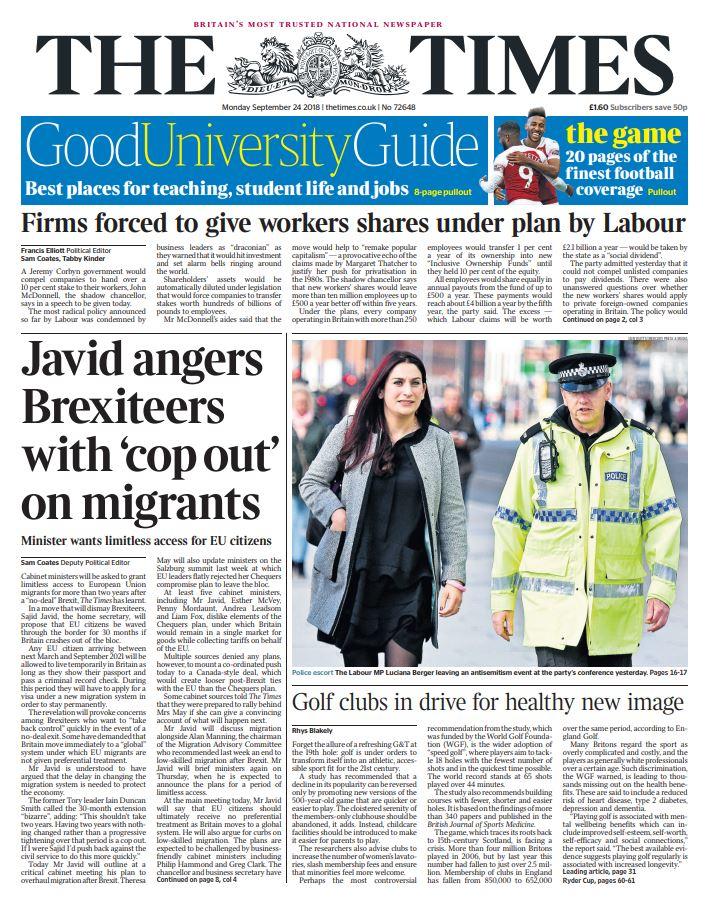 BRITAIN'S MOST TRUSTED NATIONAL NEWSPAPER
THE TIMES
DIEU ET MON DROIT
Monday September 24 2018 | thetimes.co.uk | No 72648
£1.60 Subscribers save 50p
GoodUniversityGuide
Best places for teaching, student life and jobs 8-page pullout
9
the game
20 pages of the
finest football
coverage Pullout
Firms forced to give workers shares under plan by Labour
Francis Elliott Political Editor
Sam Coates, Tabby Kinder
A Jeremy Corbyn government would
compel companies to hand over a
10 per cent stake to their workers, John
McDonnell, the shadow chancellor,
says in a speech to be given today.
The most radical policy announced
so far by Labour was condemned by
business leaders as "draconian" as
they warned that it would hit investment
and set alarm bells ringing around
the world.
Shareholders' assets would be
automatically diluted under legislation
that would force companies to transfer
stakes worth hundreds of billions of
pounds to employees.
Mr McDonnell's aides said that the
move would help to "remake popular
capitalism" — a provocative echo of the
claims made by Margaret Thatcher to
justify her push for privatisation in
the 1980s. The shadow chancellor says
that new workers' shares would leave
more than ten million employees up to
£500 a year better off within five years.
Under the plans, every company
operating in Britain with more than 250
employees would transfer 1 per cent
a year of its ownership into new
"Inclusive Ownership Funds" until
they held 10 per cent of the equity.
All employees would share equally in
annual payouts from the fund of up to
£500 a year. These payments would
reach about £4 billion a year by the fifth
year, the party said. The excess —
which Labour claims will be worth
£2.1 billion a year — would be taken by
the state as a "social dividend".
The party admitted yesterday that it
could not compel unlisted companies
to pay dividends. There were also
unanswered questions over whether
the new workers' shares would apply
to private foreign-owned companies
operating in Britain. The policy would
Continued on page 2, col 3
Javid angers
Brexiteers
with 'cop out'
on migrants
Minister wants limitless access for EU citizens
Sam Coates Deputy Political Editor
Cabinet ministers will be asked to grant
limitless access to European Union
migrants for more than two years after
a "no-deal" Brexit, The Times has learnt.
In a move that will dismay Brexiteers,
Sajid Javid, the home secretary, will
propose that EU citizens be waved
through the border for 30 months if
Britain crashes out of the bloc.
Any EU citizen arriving between
next March and September 2021 will be
allowed to live temporarily in Britain as
long as they show their passport and
pass a criminal record check. During
this period they will have to apply for a
visa under a new migration system in
order to stay permanently.
The revelation will provoke concerns
among Brexiteers who want to "take
back control" quickly in the event of a
no-deal exit. Some have demanded that
Britain move immediately to a "global"
system under which EU migrants are
not given preferential treatment.
Mr Javid is understood to have
argued that the delay in changing the
migration system is needed to protect
the economy.
The former Tory leader Iain Duncan
Smith called the 30-month extension
"bizarre", adding: "This shouldn't take
two years. Having two years with noth-
ing changed rather than a progressive
tightening over that period is a cop out.
If I were Sajid I'd push back against the
civil service to do this more quickly."
Today Mr Javid will outline at a
critical cabinet meeting his plan to
overhaul migration after Brexit. Theresa
May will also update ministers on the
Salzburg summit last week at which
EU leaders flatly rejected her Chequers
compromise plan to leave the bloc.
At least five cabinet ministers,
including Mr Javid, Esther McVey,
Penny Mordaunt, Andrea Leadsom
and Liam Fox, dislike elements of the
Chequers plan, under which Britain
would remain in a single market for
goods while collecting tariffs on behalf
of the EU.
Multiple sources denied any plans,
however, to mount a co-ordinated push
today to a Canada-style deal, which
would create looser post-Brexit ties
with the EU than the Chequers plan.
Some cabinet sources told The Times
that they were prepared to rally behind
Mrs May if she can give a convincing
account of what will happen next.
Mr Javid will discuss migration
alongside Alan Manning, the chairman
of the Migration Advisory Committee
who recommended last week an end to
low-skilled migration after Brexit. Mr
Javid will brief ministers again on
Thursday, when he is expected to
announce the plans for a period of
limitless access.
At the main meeting today, Mr Javid
will say that EU citizens should
ultimately receive no preferential
treatment as Britain moves to a global
system. He will also argue for curbs on
low-skilled migration. The plans are
expected to be challenged by business-
friendly cabinet ministers including
Philip Hammond and Greg Clark. The
chancellor and business secretary have
Continued on page 8, col 4
POLICE
Police escort The Labour MP Luciana Berger leaving an antisemitism event at the party's conference yesterday. Pages 16-17
Golf clubs in drive for healthy new image
Rhys Blakely
Forget the allure of a refreshing G&T at
the 19th hole: golf is under orders to
transform itself into an athletic, acces-
sible sport fit for the 21st century.
A study has recommended that a
decline in its popularity can be reversed
only by promoting new versions of the
500-year-old game that are quicker or
easier to play. The cloistered serenity of
the members-only clubhouse should be
abandoned, it adds. Instead, childcare
facilities should be introduced to make
it easier for parents to play.
The researchers also advise clubs to
increase the number of women's lavato-
ries, slash membership fees and ensure
that minorities feel more welcome.
Perhaps the most controversial
recommendation from the study, which
was funded by the World Golf Founda-
tion (WGF), is the wider adoption of
"speed golf", where players aim to tack-
le 18 holes with the fewest number of
shots and in the quickest time possible.
The world record stands at 65 shots
played over 44 minutes.
The study also recommends building
courses with fewer, shorter and easier
holes. It is based on the findings of more
than 340 papers and published in the
British Journal of Sports Medicine.
The game, which traces its roots back
to 15th-century Scotland, is facing a
crisis. More than four million Britons
played in 2006, but by last year this
number had fallen to just over 2.5 mil-
lion. Membership of clubs in England
has fallen from 850,000 to 652,000
over the same period, according to En-
gland Golf.
Many Britons regard the sport as
overly complicated and costly, and the
players as generally white professionals
over a certain age. Such discrimination,
the WGF warned, is leading to thou-
sands missing out on the health bene-
fits. These are said to include a reduced
risk of heart disease, type 2 diabetes,
depression and dementia.
"Playing golf is associated with men-
tal wellbeing benefits which can in-
clude improved self-esteem, self-worth,
self-efficacy and social connections,"
the report said. "The best available evi-
dence suggests playing golf regularly is
associated with increased longevity."
Leading article, page 31
Ryder Cup, pages 60-61